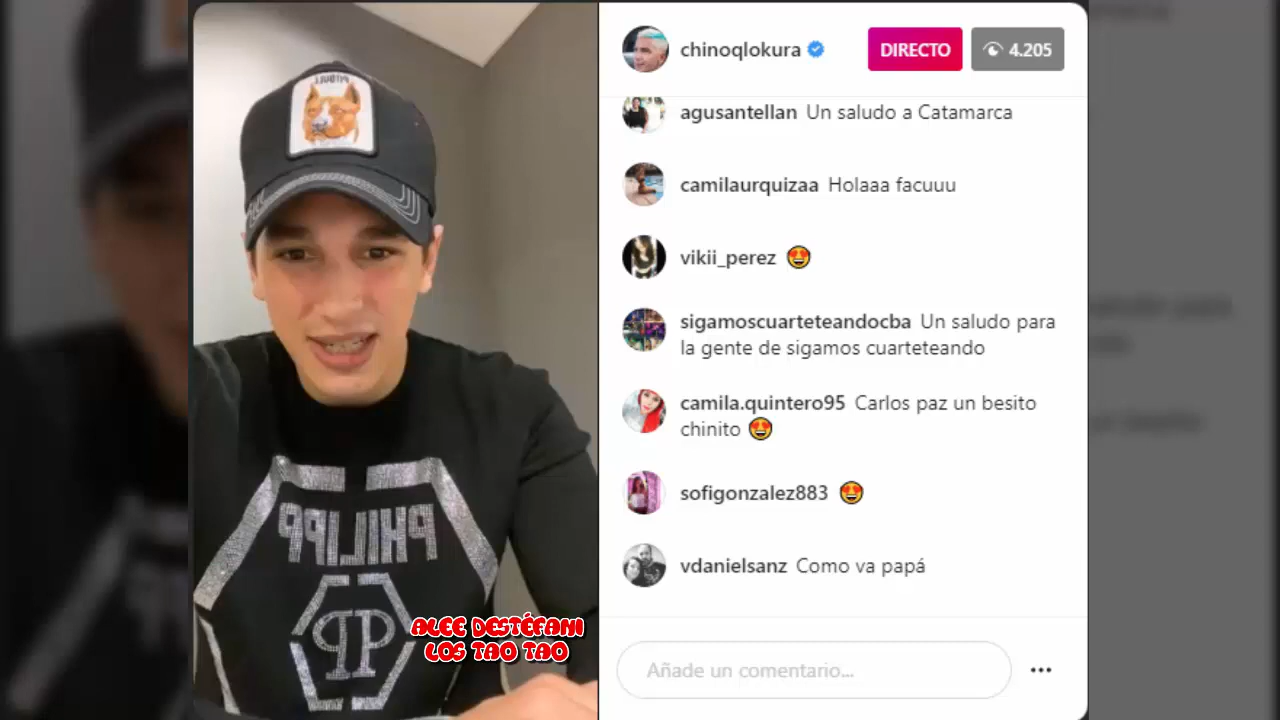 chinoqlokura
DIRECTO
4.205
agusantellan Un saludo a Catamarca
camilaurquizaa Holaaa facuuu
vikii_perez 😍
sigamoscuarteteandocba Un saludo para
la gente de sigamos cuarteteando
camila.quintero95 Carlos paz un besito
chinito 😍
sofigonzalez883 😍
vdanielsanz Como va papá
Añade un comentario...
PITBULL
PHILIPP
PP
ALEE DESTÉFANI
LOS TAO TAO